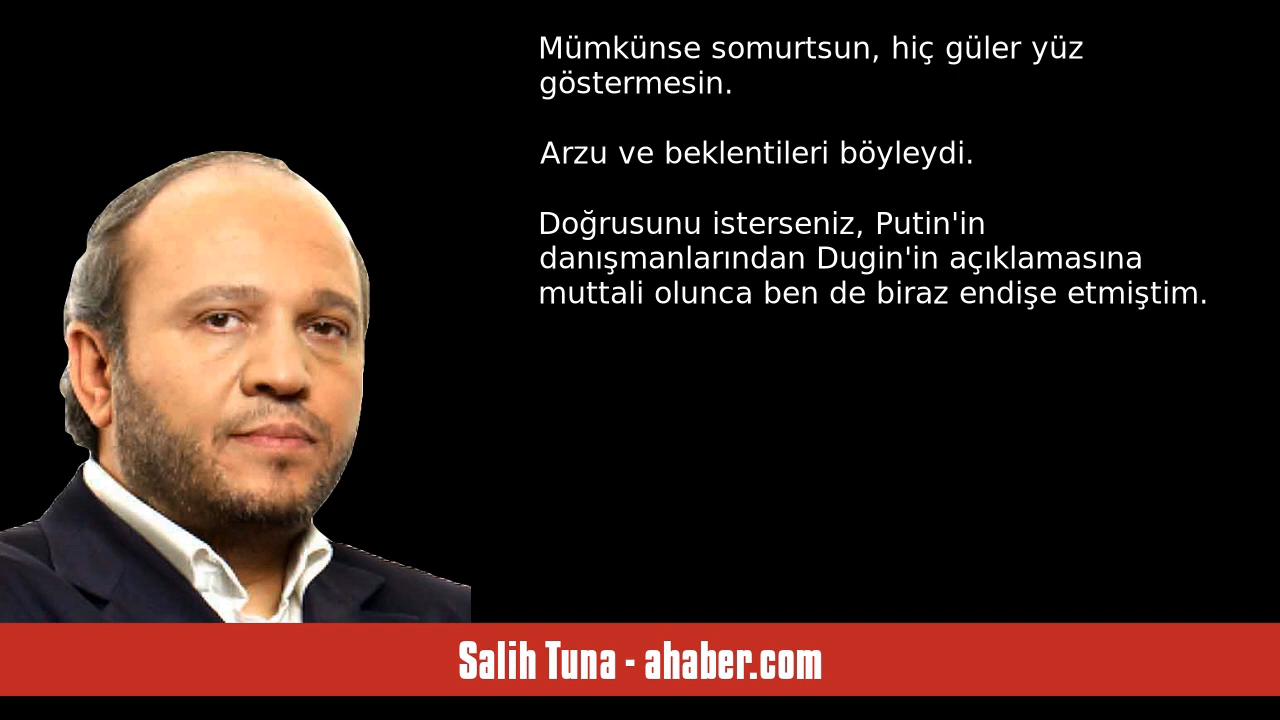 Mümkünse somurtsun, hiç güler yüz
göstermesin.
Arzu ve beklentileri böyleydi.
Doğrusunu isterseniz, Putin'in
danışmanlarından Dugin'in açıklamasına
muttali olunca ben de biraz endişe etmiştim.
Salih Tuna - ahaber.com